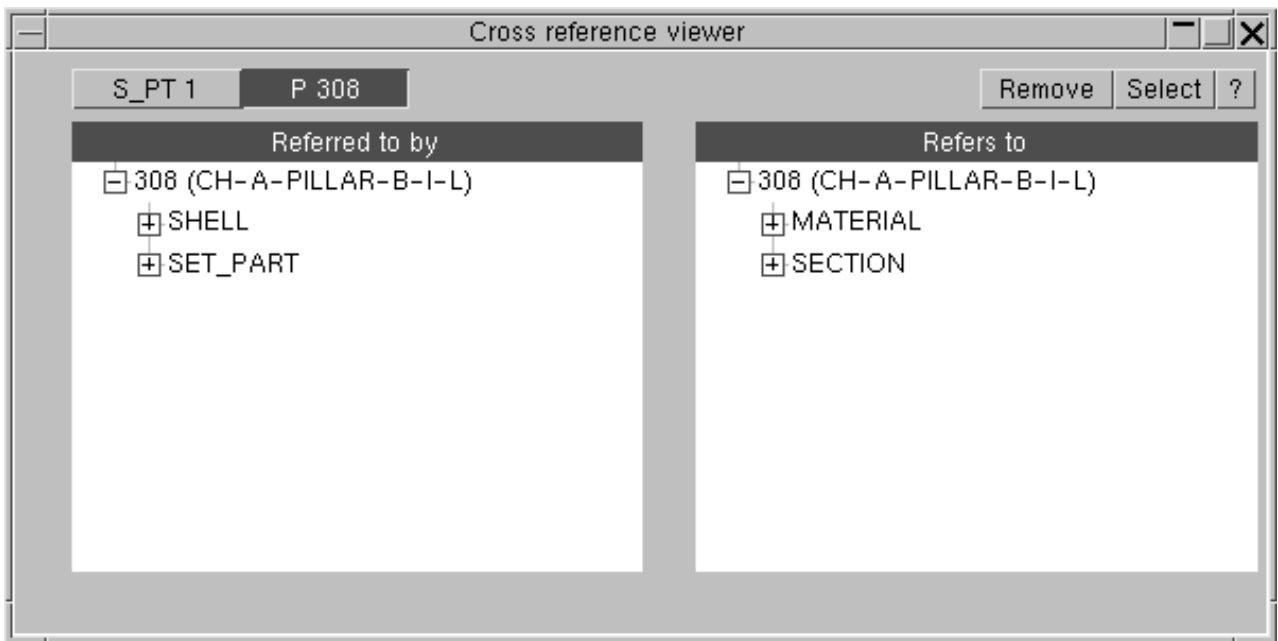 Cross reference viewer
S_PT 1 P 308 Remove Select ?
Referred to by
308 (CH-A-PILLAR-B-I-L)
SHELL
SET_PART
Refers to
308 (CH-A-PILLAR-B-I-L)
MATERIAL
SECTION